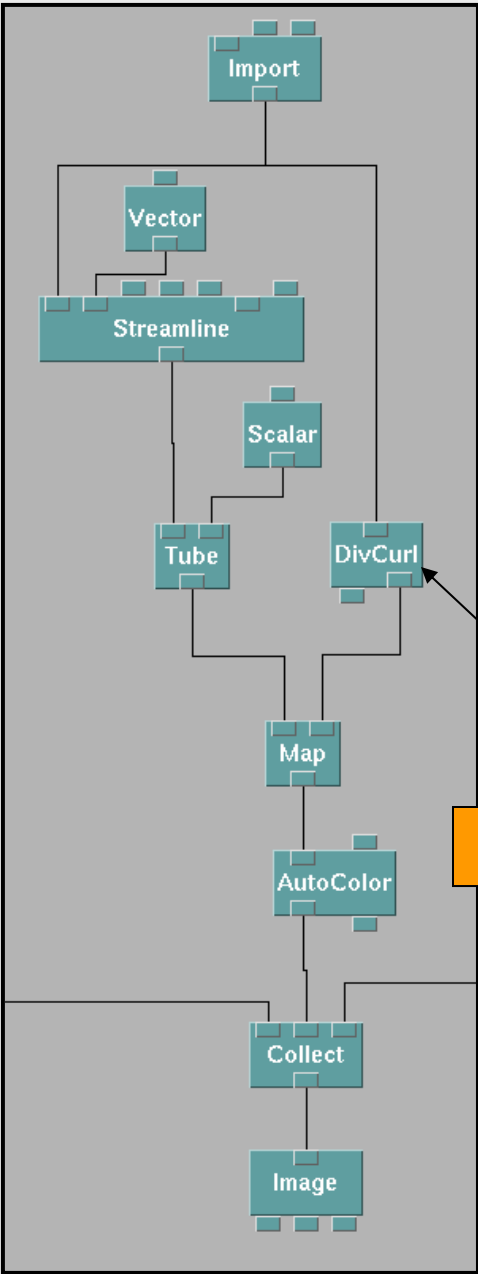 Import
Vector
Streamline
Scalar
Tube
DivCurl
Map
AutoColor
Collect
Image